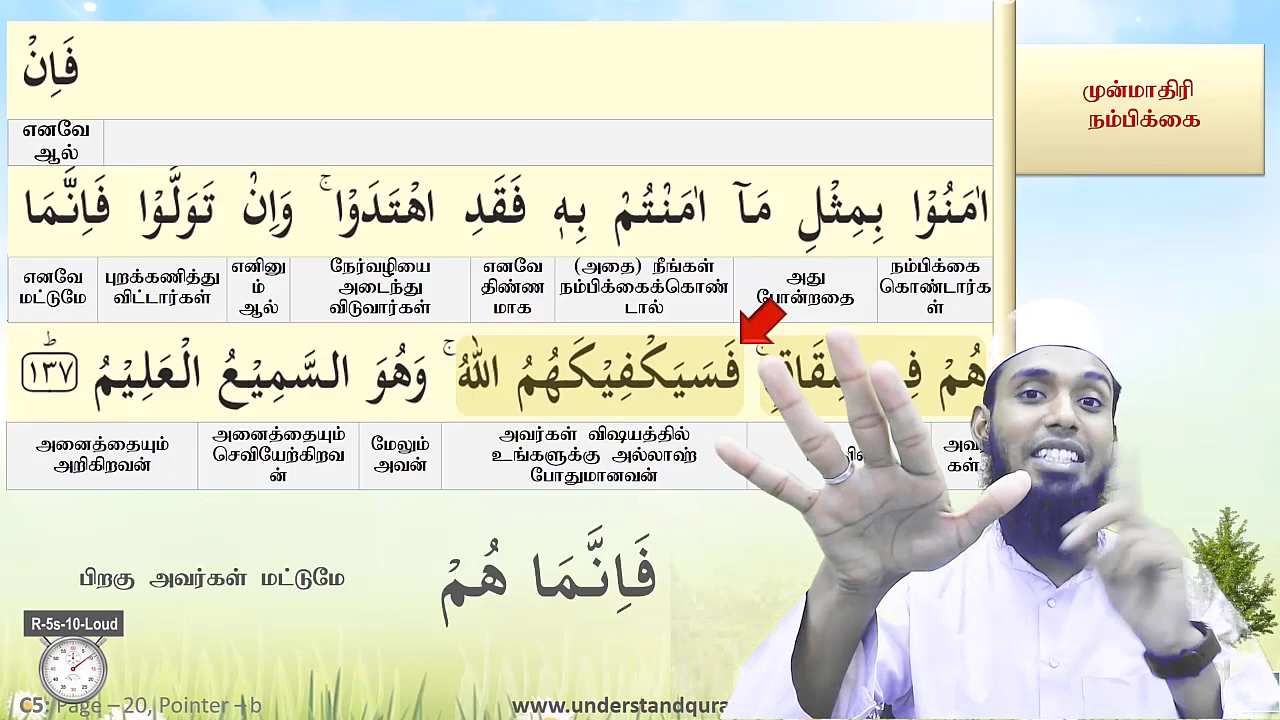 முன்மாதிரி
நம்பிக்கை
فَاِنْ
எனவே
ஆல்
اٰمَنُوْا بِمِثْلِ مَآ اٰمَنْتُمْ بِهٖ فَقَدِ اهْتَدَوْا ۚ وَاِنْ تَوَلَّوْا فَاِنَّمَا
நம்பிக்கை
கொண்டார்க
ள்
அது
போன்றதை
(அதை) நீங்கள்
நம்பிக்கைக்கொண்
டால்
எனவே
திண்ண
மாக
நேர்வழியை
அடைந்து
விடுவார்கள்
எனினு
ம்
ஆல்
புறக்கணித்து
விட்டார்கள்
எனவே
மட்டுமே
هُمْ فَسَيَكْفِيْكَهُمُ اللّٰهُ ۚ وَهُوَ السَّمِيْعُ الْعَلِيْمُ ؕ ١٣٧
அவ
கள்
அவர்கள் விஷயத்தில்
உங்களுக்கு அல்லாஹ்
போதுமானவன்
மேலும்
அவன்
அனைத்தையும்
செவியேற்கிறவ
ன்
அனைத்தையும்
அறிகிறவன்
فَاِنَّمَا هُمْ
பிறகு அவர்கள் மட்டுமே
R-5s-10-Loud
C5: Page –20, Pointer –b
www.understandqura